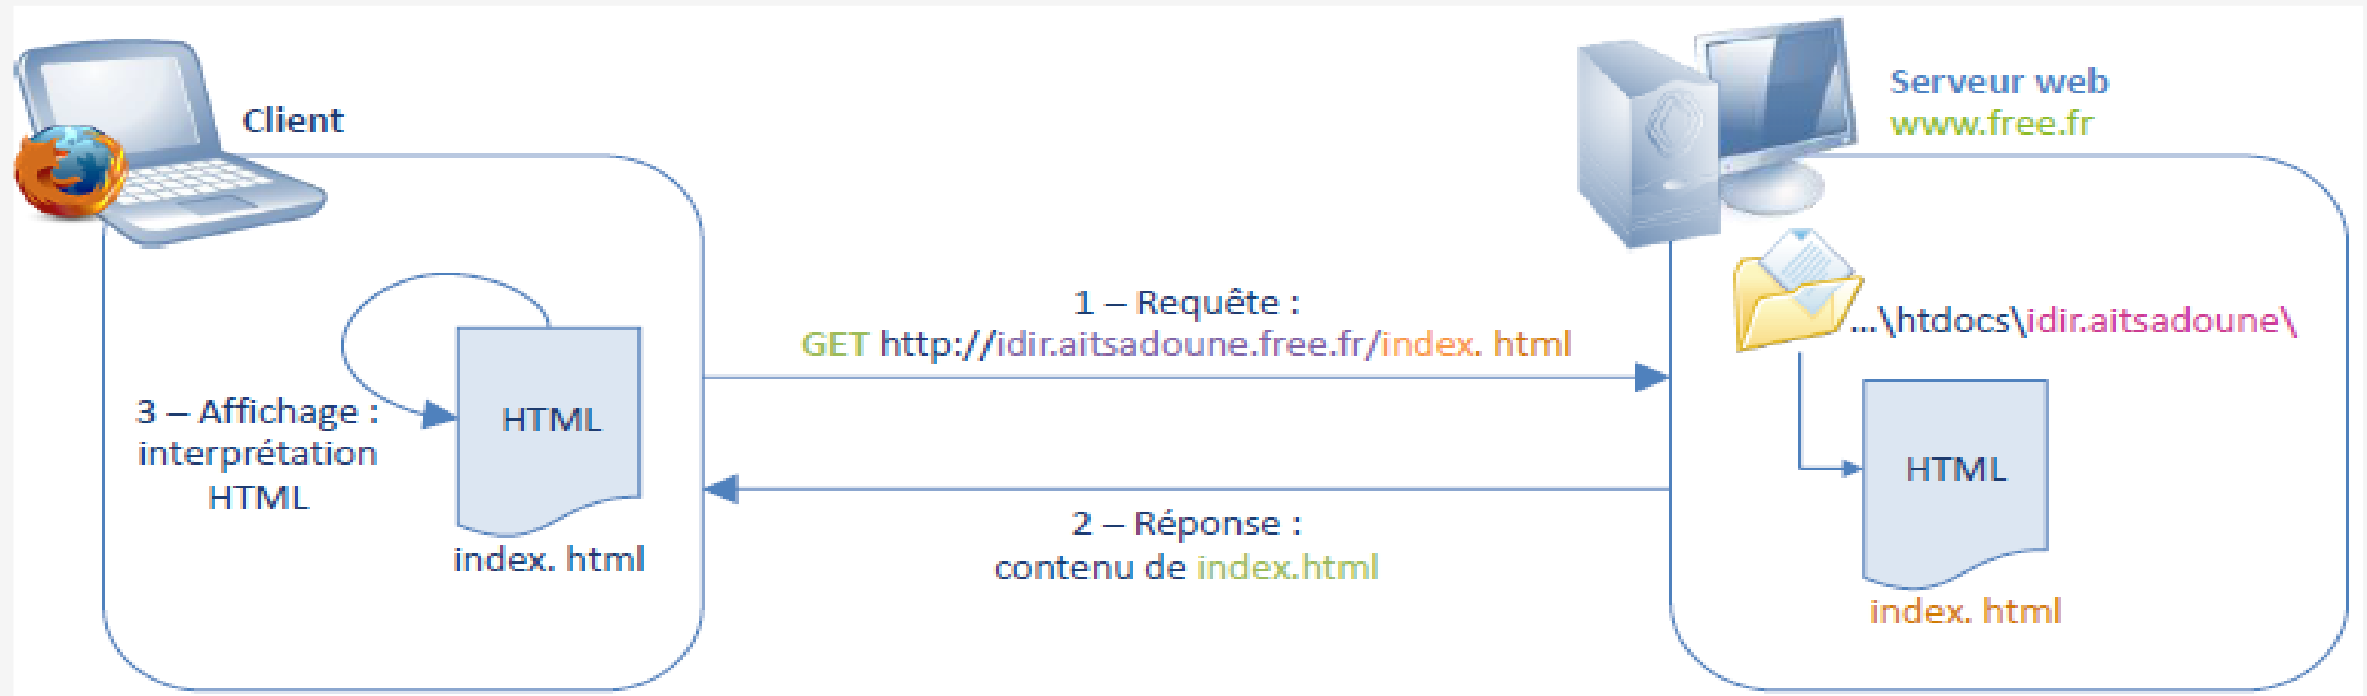 Client
Serveur web
www.free.fr
1 – Requête :
GET http://idir.aitsadoune.free.fr/index. html
...\htdocs\idir.aitsadoune\
3 – Affichage :
interprétation
HTML
HTML
index. html
2 – Réponse :
contenu de index.html
HTML
index. html